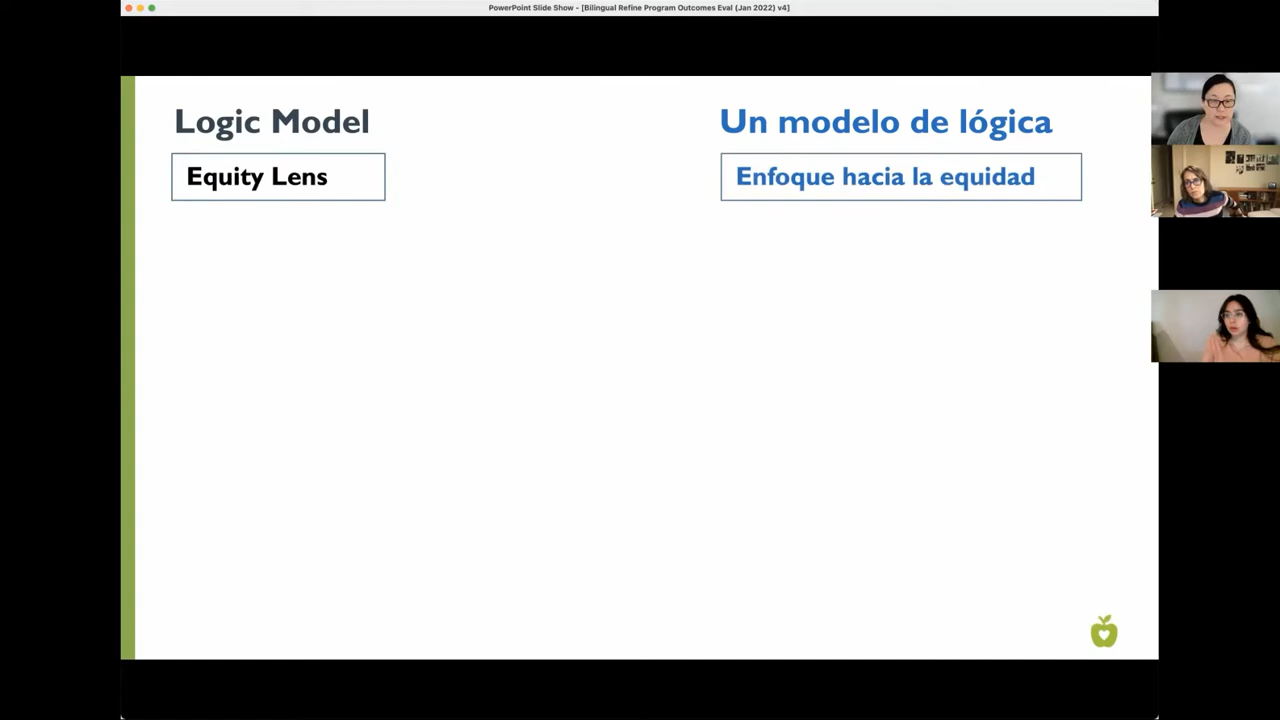 PowerPoint Slide Show - [Bilingual Refine Program Outcomes Eval (Jan 2022) v4]
Logic Model
Equity Lens
Un modelo de lógica
Enfoque hacia la equidad